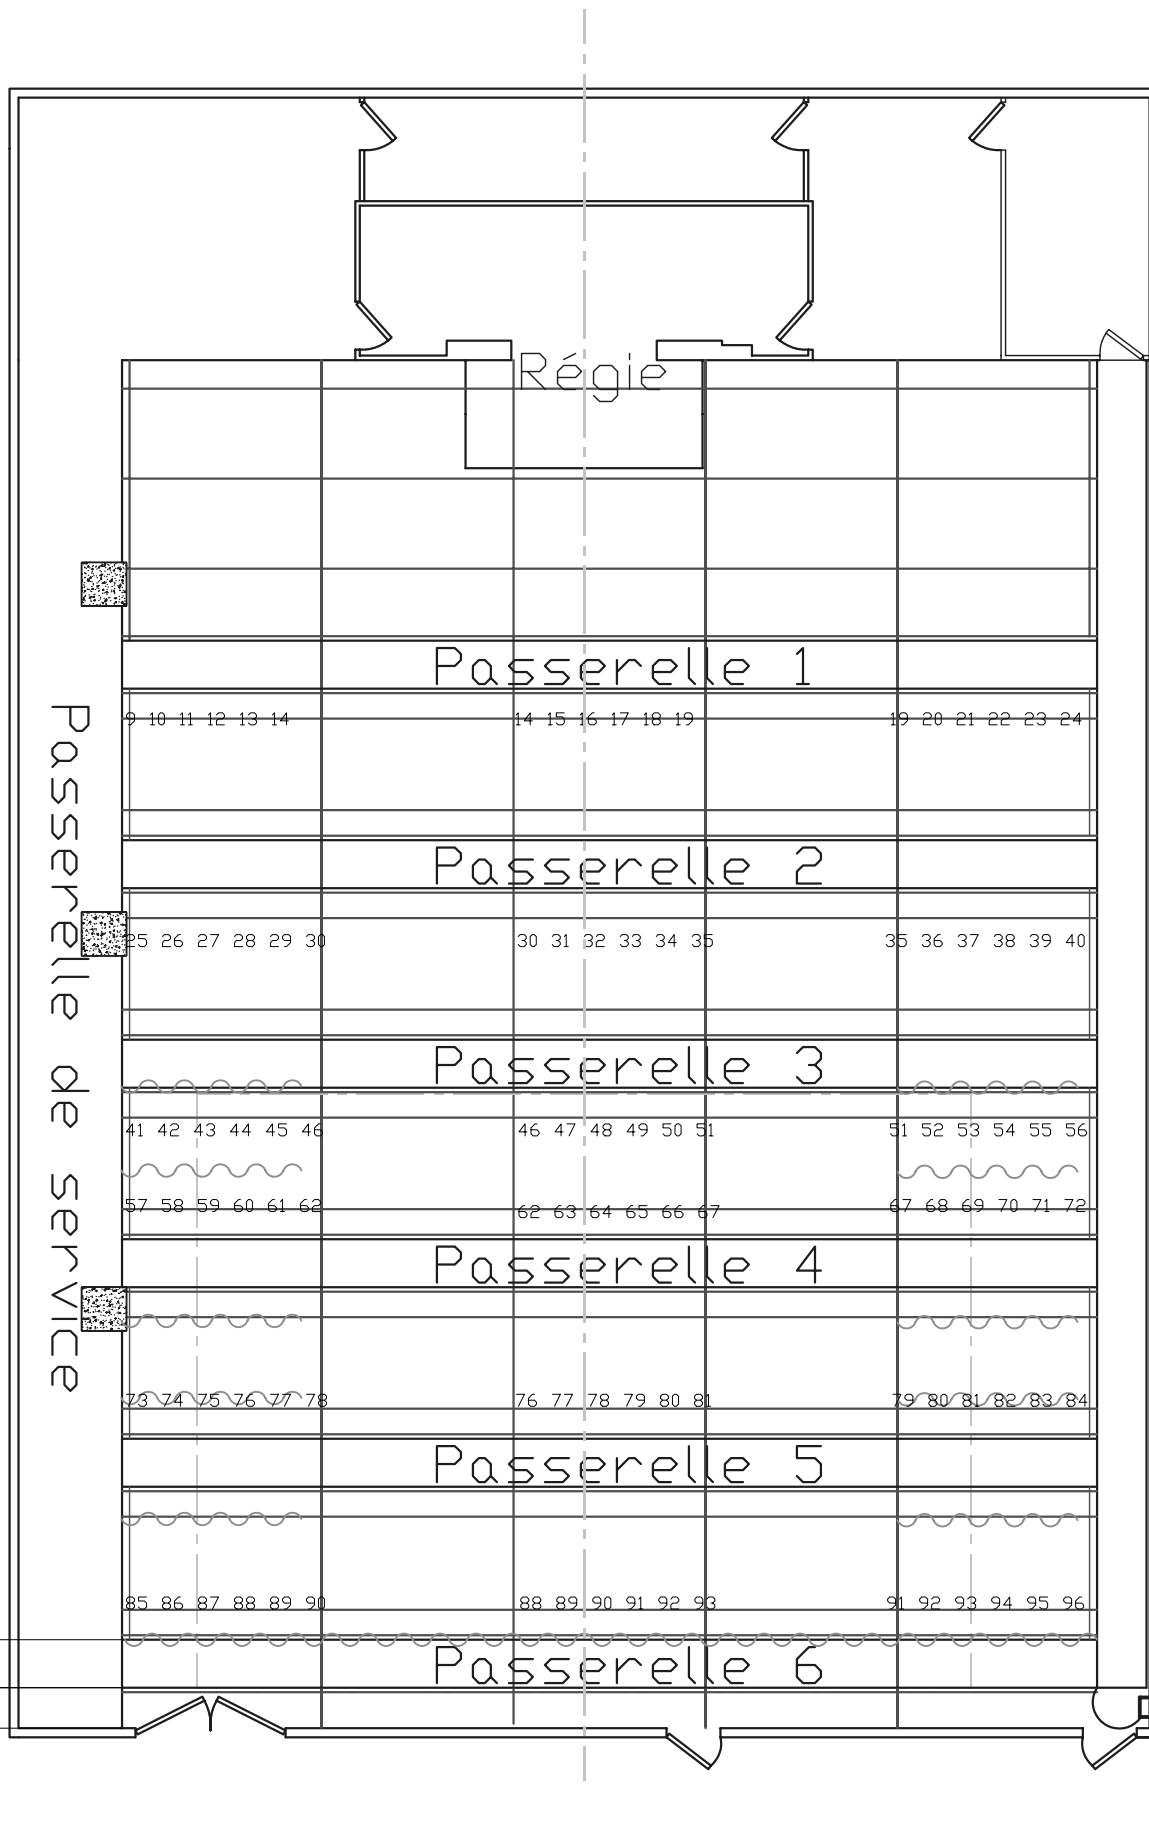 Régie
Passerelle 1
9 10 11 12 13 14 14 15 16 17 18 19 19 20 21 22 23 24
Passerelle de service
Passerelle 2
25 26 27 28 29 30 30 31 32 33 34 35 35 36 37 38 39 40
Passerelle 3
41 42 43 44 45 46 46 47 48 49 50 51 51 52 53 54 55 56
57 58 59 60 61 62 62 63 64 65 66 67 67 68 69 70 71 72
Passerelle 4
73 74 75 76 77 78 76 77 78 79 80 81 79 80 81 82 83 84
Passerelle 5
85 86 87 88 89 90 88 89 90 91 92 93 91 92 93 94 95 96
Passerelle 6